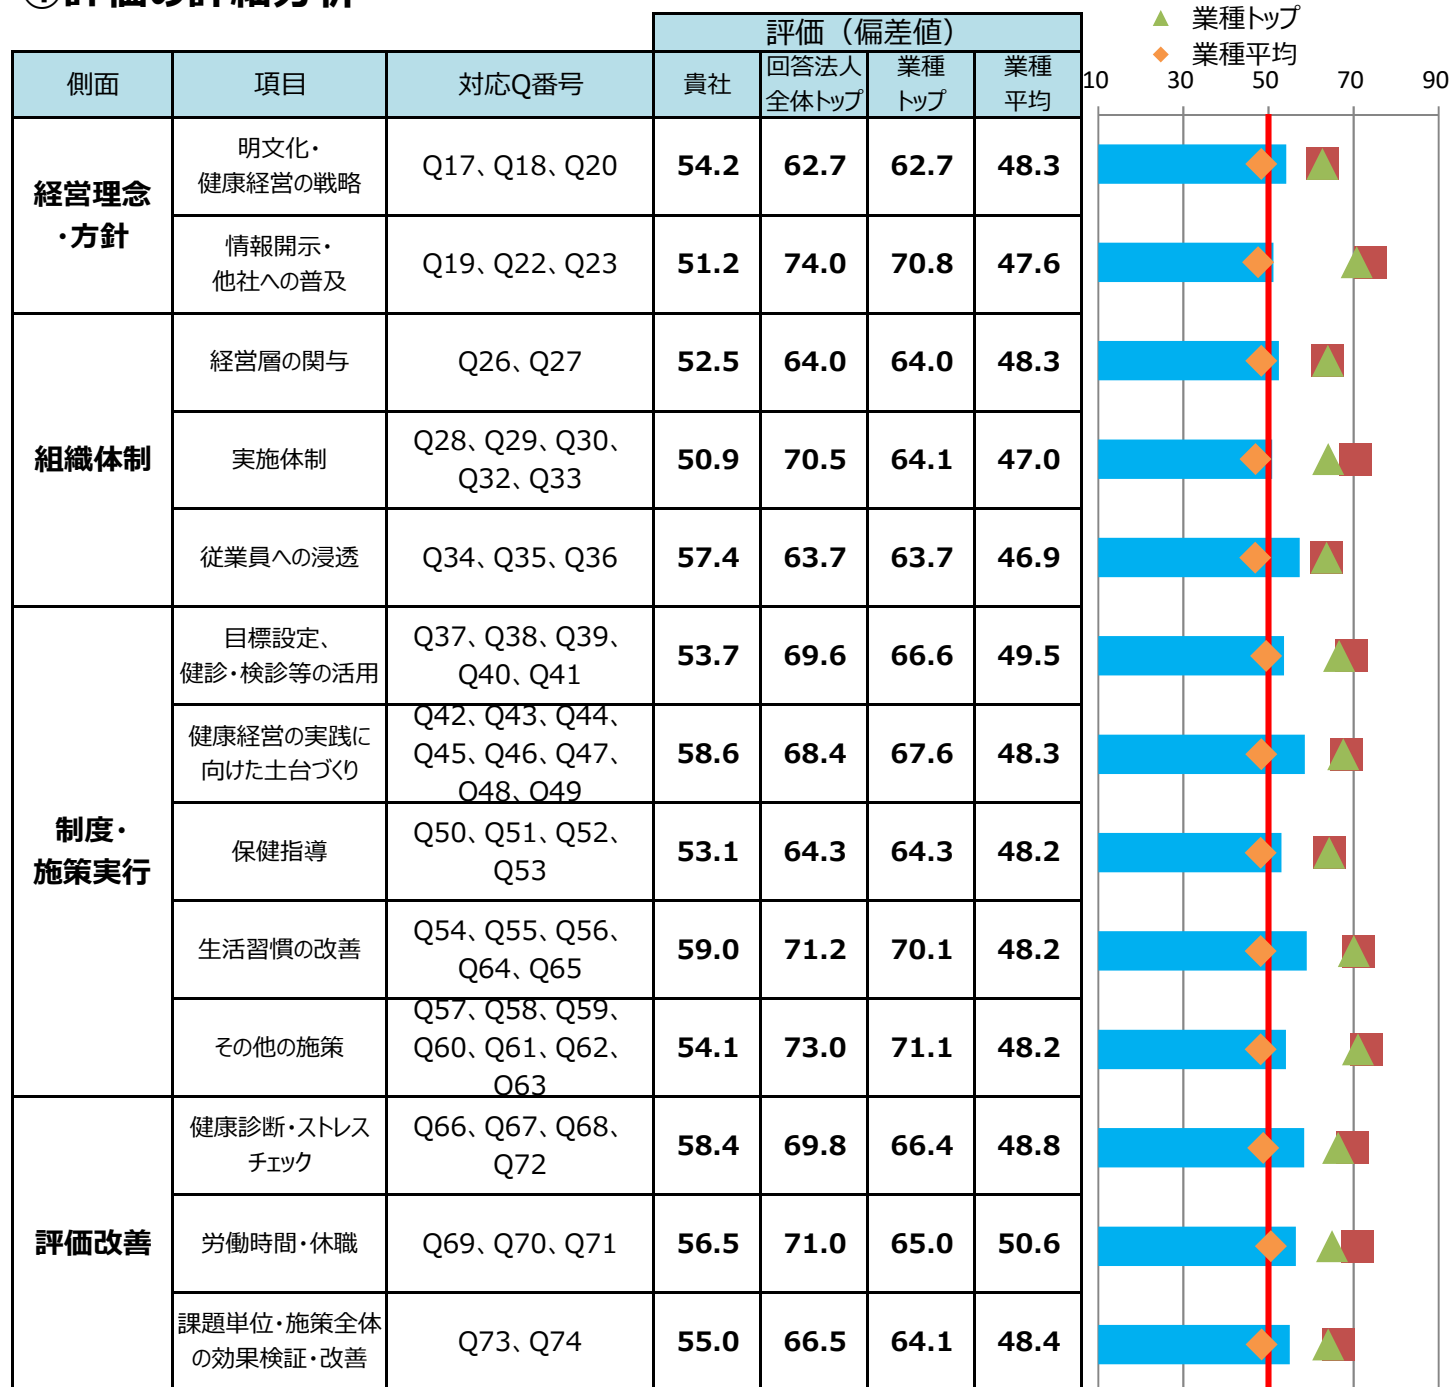 ①評価の詳細分析
業種トップ
業種平均
評価（偏差値）
側面 項目 対応Q番号 貴社 回答法人 業種 業種
全体トップ トップ 平均
10 30 50 70 90
経営理念
・方針
明文化・
健康経営の戦略
Q17、Q18、Q20 54.2 62.7 62.7 48.3
情報開示・
他社への普及
Q19、Q22、Q23 51.2 74.0 70.8 47.6
組織体制
経営層の関与 Q26、Q27 52.5 64.0 64.0 48.3
実施体制
Q28、Q29、Q30、
Q32、Q33
50.9 70.5 64.1 47.0
従業員への浸透 Q34、Q35、Q36 57.4 63.7 63.7 46.9
制度・
施策実行
目標設定、
健診・検診等の活用
Q37、Q38、Q39、
Q40、Q41
53.7 69.6 66.6 49.5
健康経営の実践に
向けた土台づくり
Q42、Q43、Q44、
Q45、Q46、Q47、
Q48、Q49
58.6 68.4 67.6 48.3
保健指導
Q50、Q51、Q52、
Q53
53.1 64.3 64.3 48.2
生活習慣の改善
Q54、Q55、Q56、
Q64、Q65
59.0 71.2 70.1 48.2
その他の施策
Q57、Q58、Q59、
Q60、Q61、Q62、
Q63
54.1 73.0 71.1 48.2
評価改善
健康診断・ストレス
チェック
Q66、Q67、Q68、
Q72
58.4 69.8 66.4 48.8
労働時間・休職 Q69、Q70、Q71 56.5 71.0 65.0 50.6
課題単位・施策全体
の効果検証・改善
Q73、Q74 55.0 66.5 64.1 48.4